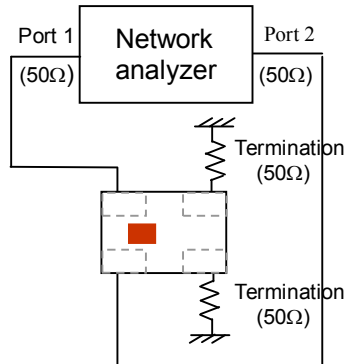 Port 1
Network
analyzer
Port 2
(50Ω)
(50Ω)
Termination
(50Ω)
Termination
(50Ω)